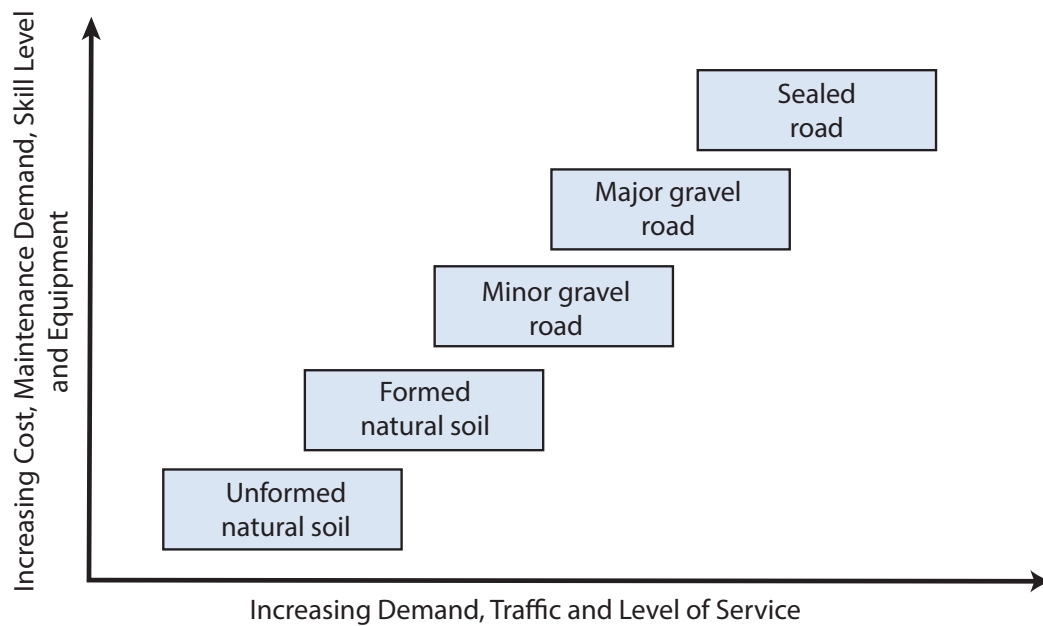 Increasing Cost, Maintenance Demand, Skill Level
and Equipment
Sealed
road
Major gravel
road
Minor gravel
road
Formed
natural soil
Unformed
natural soil
Increasing Demand, Traffic and Level of Service